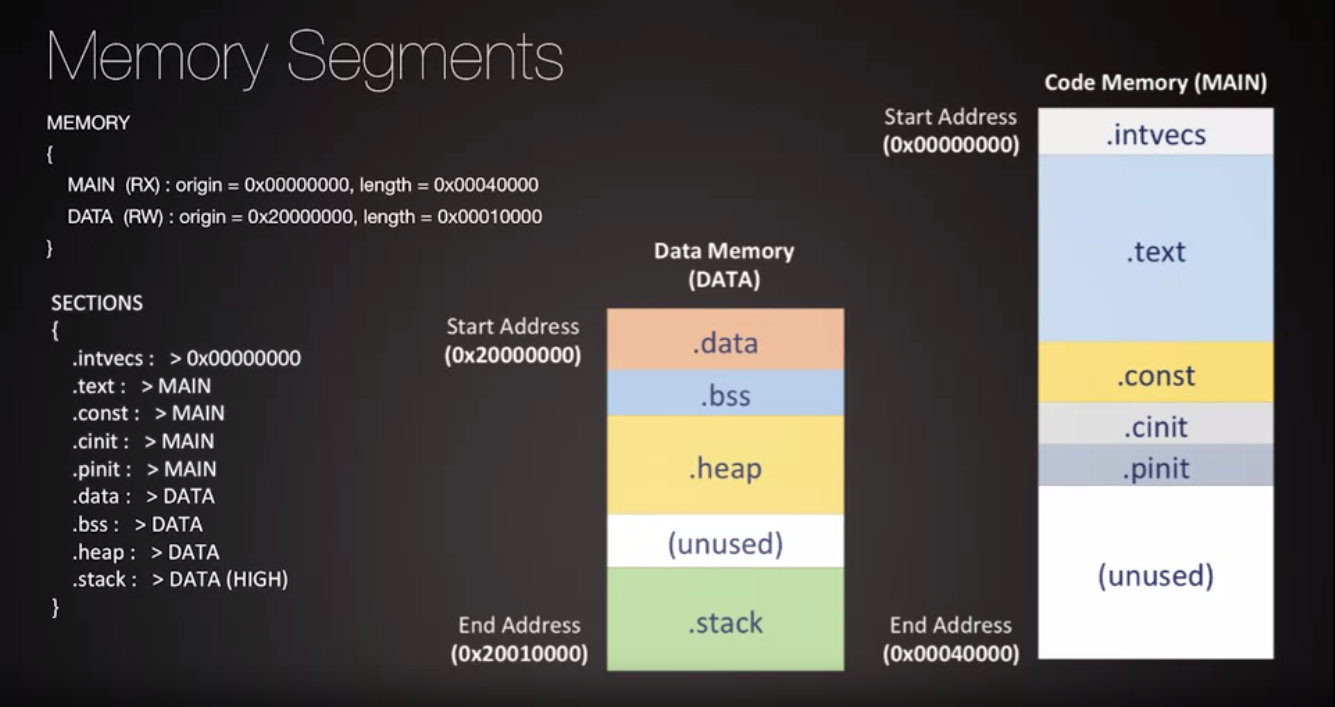 Memory Segments
MEMORY
{
MAIN (RX) : origin = 0x00000000, length = 0x00040000
DATA (RW) : origin = 0x20000000, length = 0x00010000
}
SECTIONS
{
.intvecs : > 0x00000000
.text : > MAIN
.const : > MAIN
.cinit : > MAIN
.pinit : > MAIN
.data : > DATA
.bss : > DATA
.heap : > DATA
.stack : > DATA (HIGH)
}
Data Memory
(DATA)
Start Address
(0x20000000)
.data
.bss
.heap
(unused)
.stack
End Address
(0x20010000)
Code Memory (MAIN)
Start Address
(0x00000000)
.intvecs
.text
.const
.cinit
.pinit
(unused)
End Address
(0x00040000)